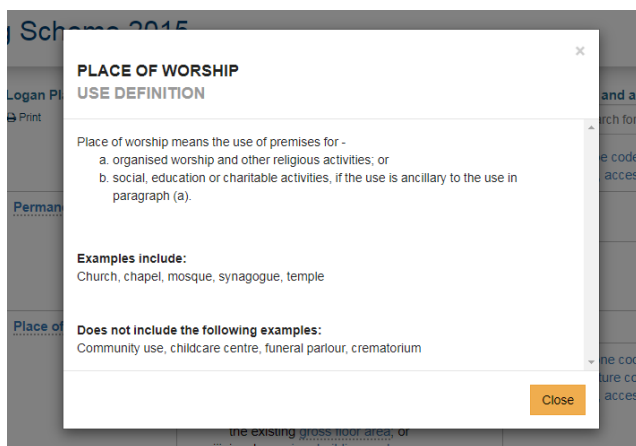 g Scheme 2015
Logan Pl
and a
Print
rch for
PLACE OF WORSHIP
×
USE DEFINITION
Place of worship means the use of premises for -
a. organised worship and other religious activities; or
b. social, education or charitable activities, if the use is ancillary to the use in
paragraph (a).
e code
, acces
Perman
Examples include:
Church, chapel, mosque, synagogue, temple
Place of
Does not include the following examples:
Community use, childcare centre, funeral parlour, crematorium
ne cod
ture co
, acces
Close
the existing gross floor area; or